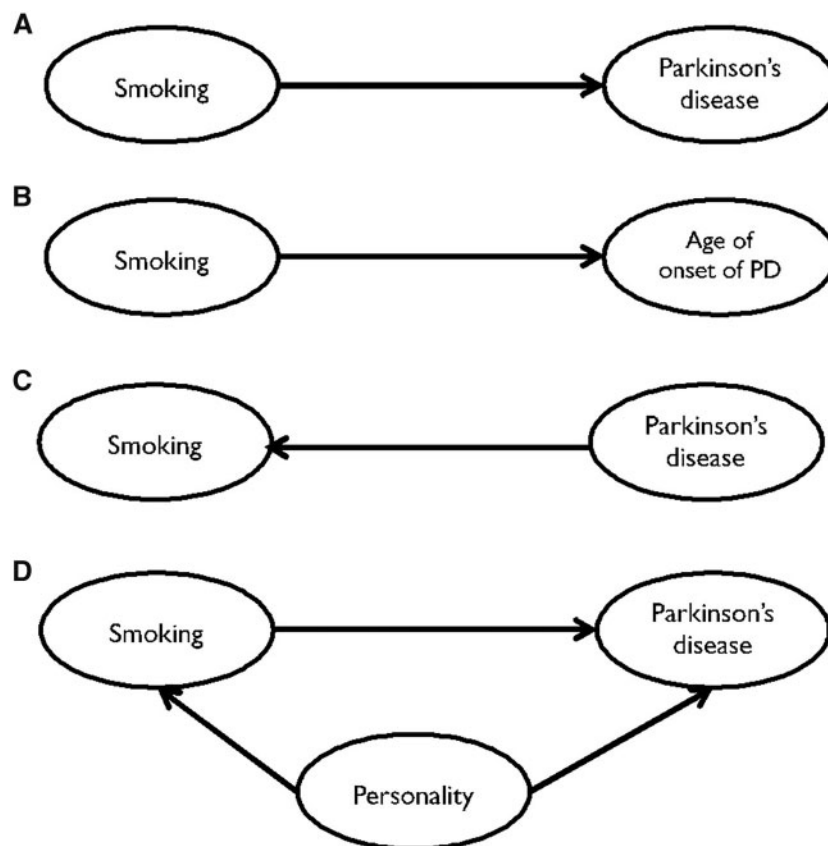 A
Smoking
Parkinson's
disease
B
Smoking
Age of
onset of PD
C
Smoking
Parkinson's
disease
D
Smoking
Parkinson's
disease
Personality